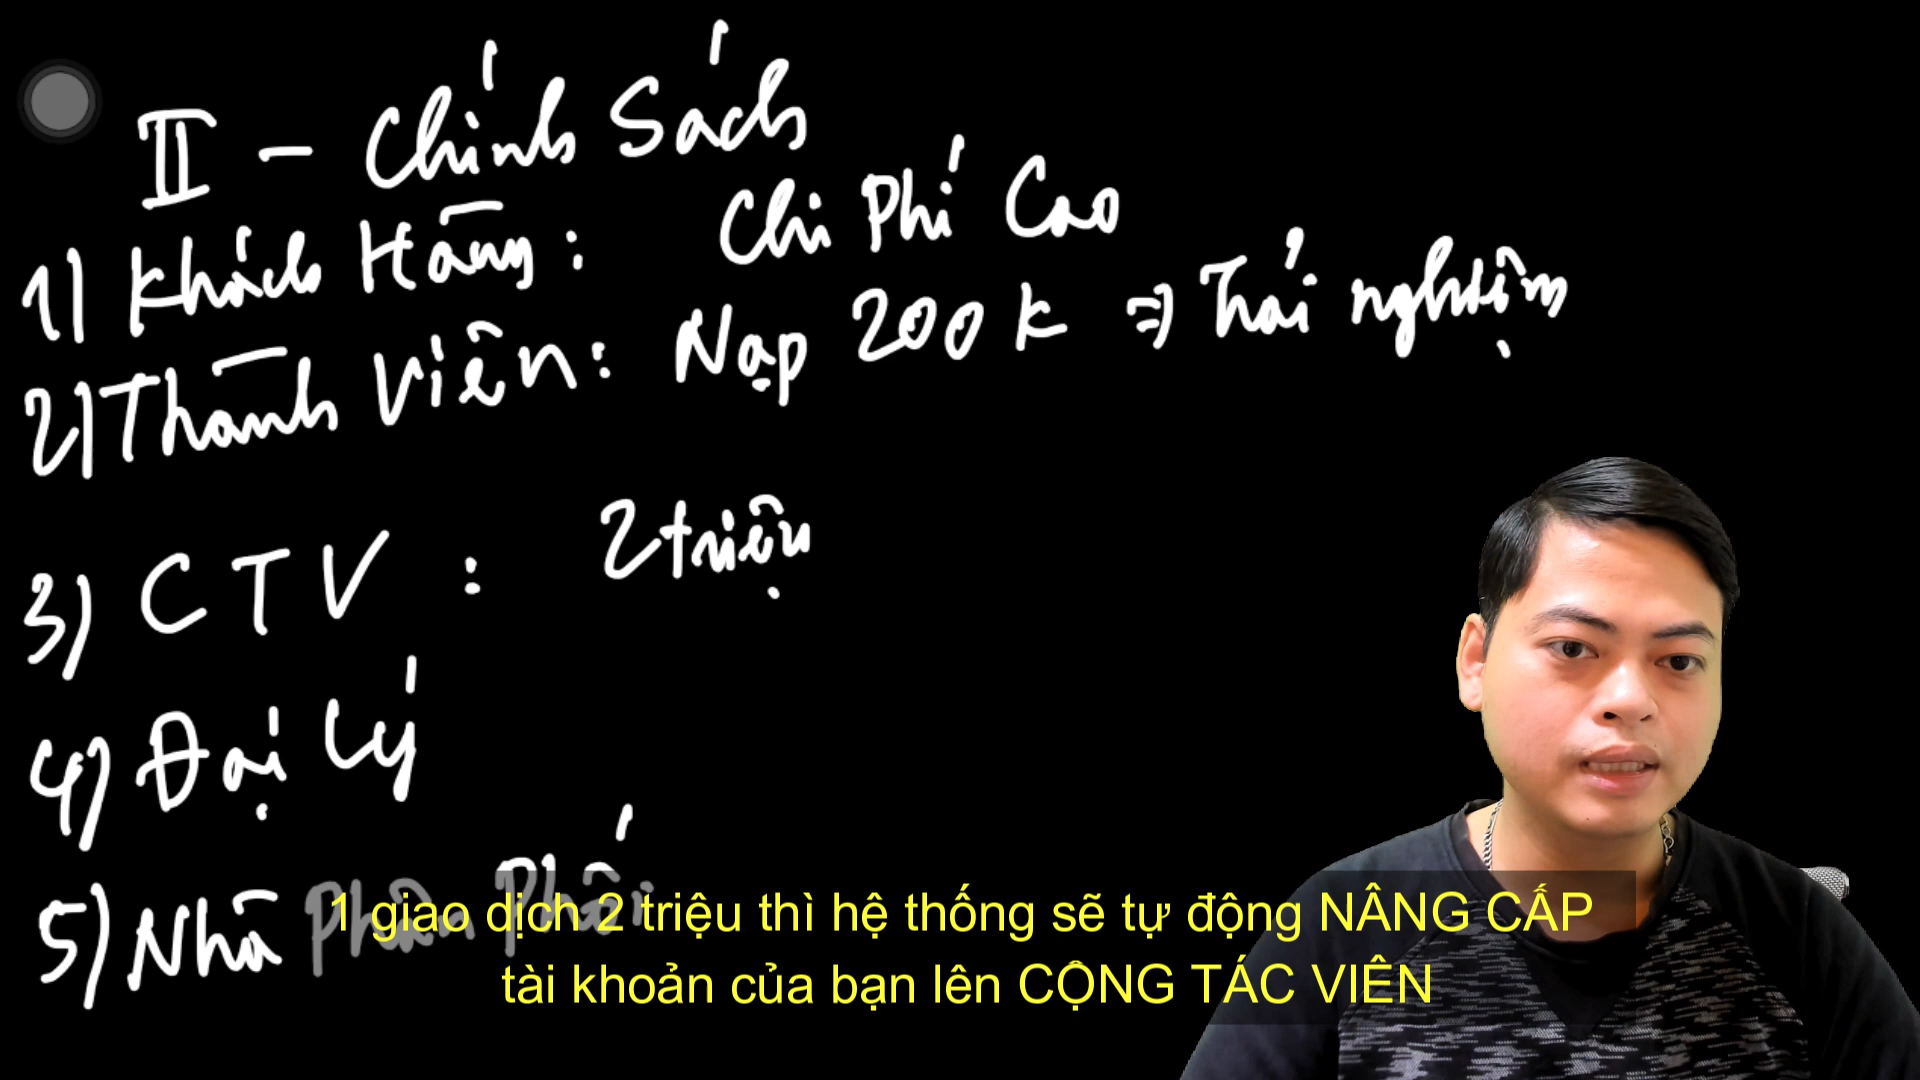 II - Chính Sách
1) Khách Hàng: Chi Phí Cao
2) Thành Viên: Nạp 200k => Trải nghiệm
3) CTV : 2 triệu
4) Đại Lý
5) Nhà Phân Phối
1 giao dịch 2 triệu thì hệ thống sẽ tự động NÂNG CẤP
tài khoản của bạn lên CỘNG TÁC VIÊN